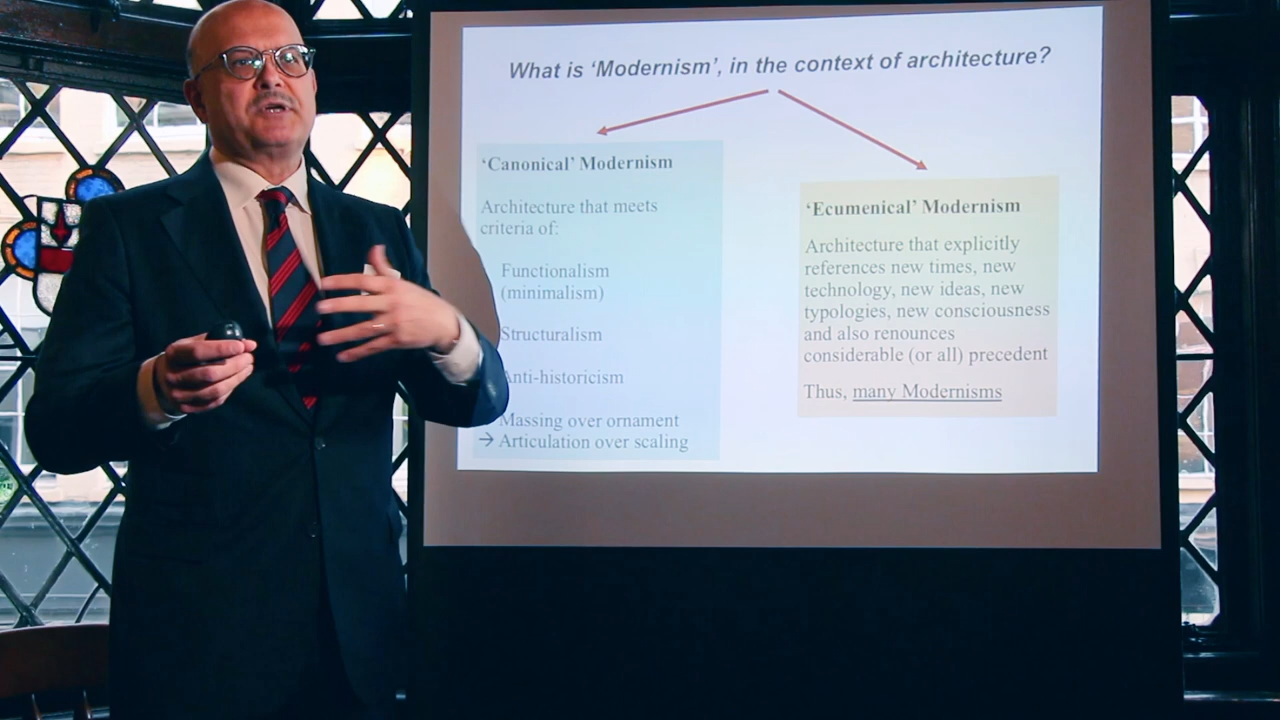 What is ‘Modernism’, in the context of architecture?
‘Canonical’ Modernism
Architecture that meets
criteria of:
Functionalism
(minimalism)
Structuralism
Anti-historicism
Massing over ornament
→ Articulation over scaling
‘Ecumenical’ Modernism
Architecture that explicitly
references new times, new
technology, new ideas, new
typologies, new consciousness
and also renounces
considerable (or all) precedent
Thus, many Modernisms